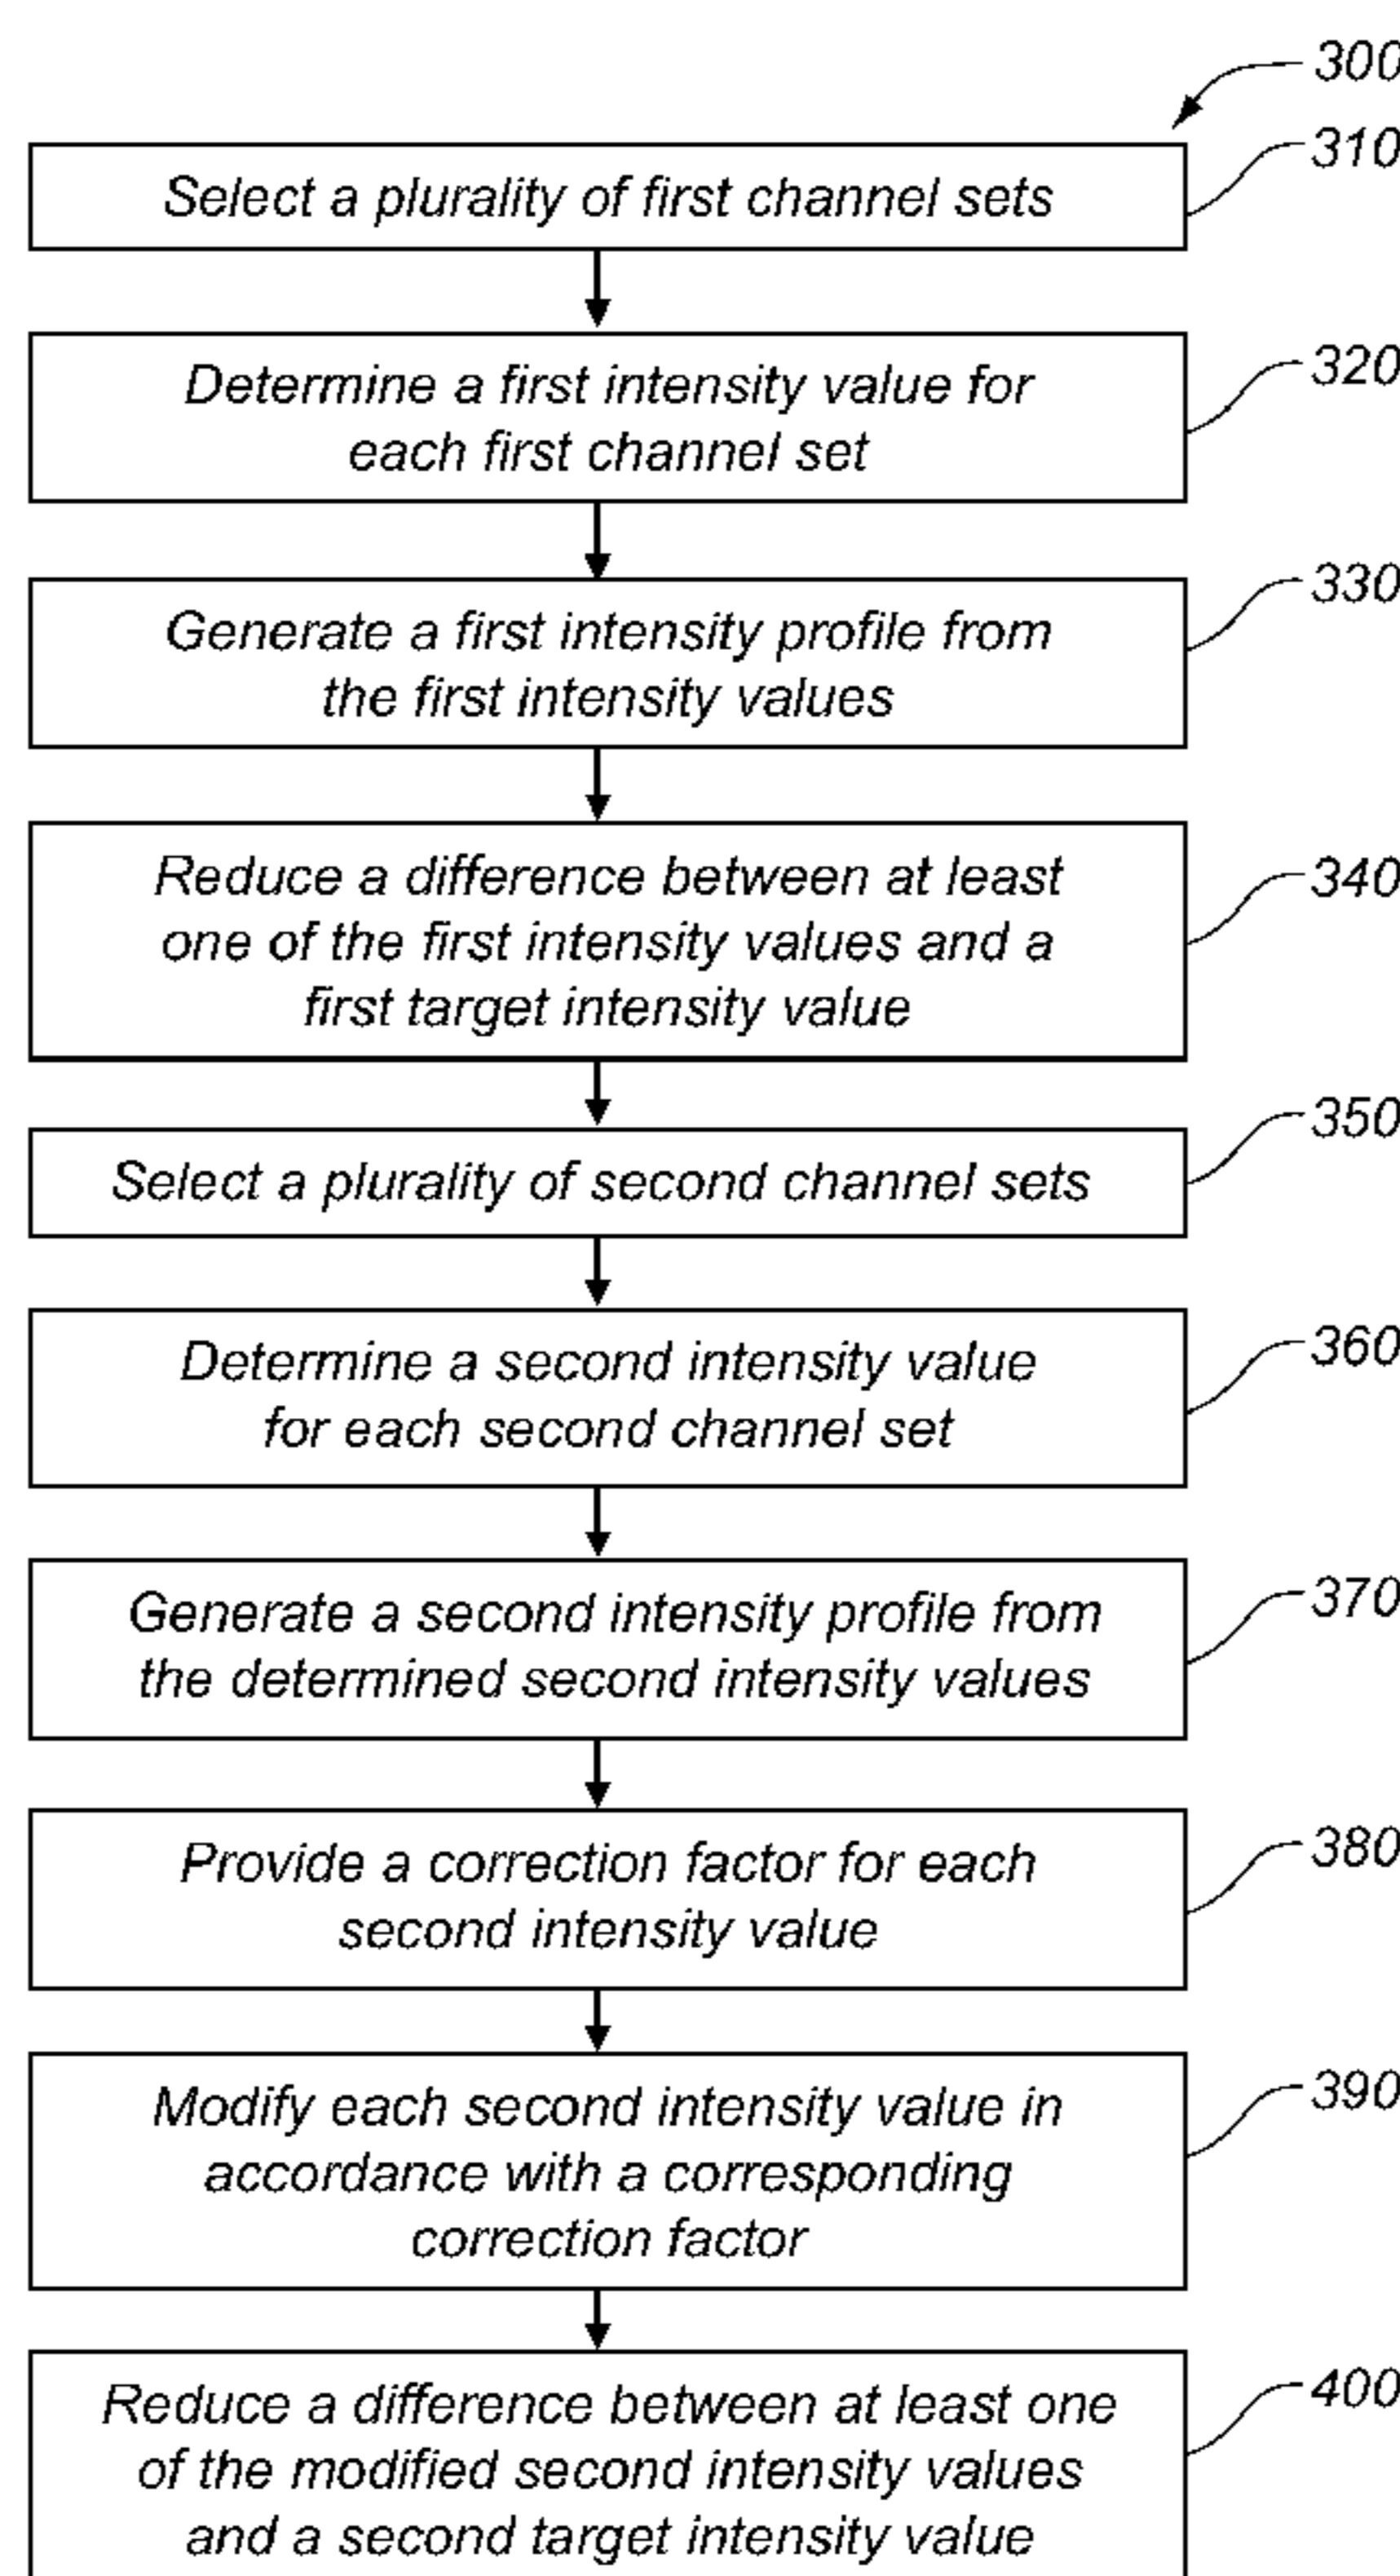 300
310
Select a plurality of first channel sets
320
Determine a first intensity value for
each first channel set
330
Generate a first intensity profile from
the first intensity values
340
Reduce a difference between at least
one of the first intensity values and a
first target intensity value
350
Select a plurality of second channel sets
360
Determine a second intensity value
for each second channel set
370
Generate a second intensity profile from
the determined second intensity values
380
Provide a correction factor for each
second intensity value
390
Modify each second intensity value in
accordance with a corresponding
correction factor
400
Reduce a difference between at least one
of the modified second intensity values
and a second target intensity value